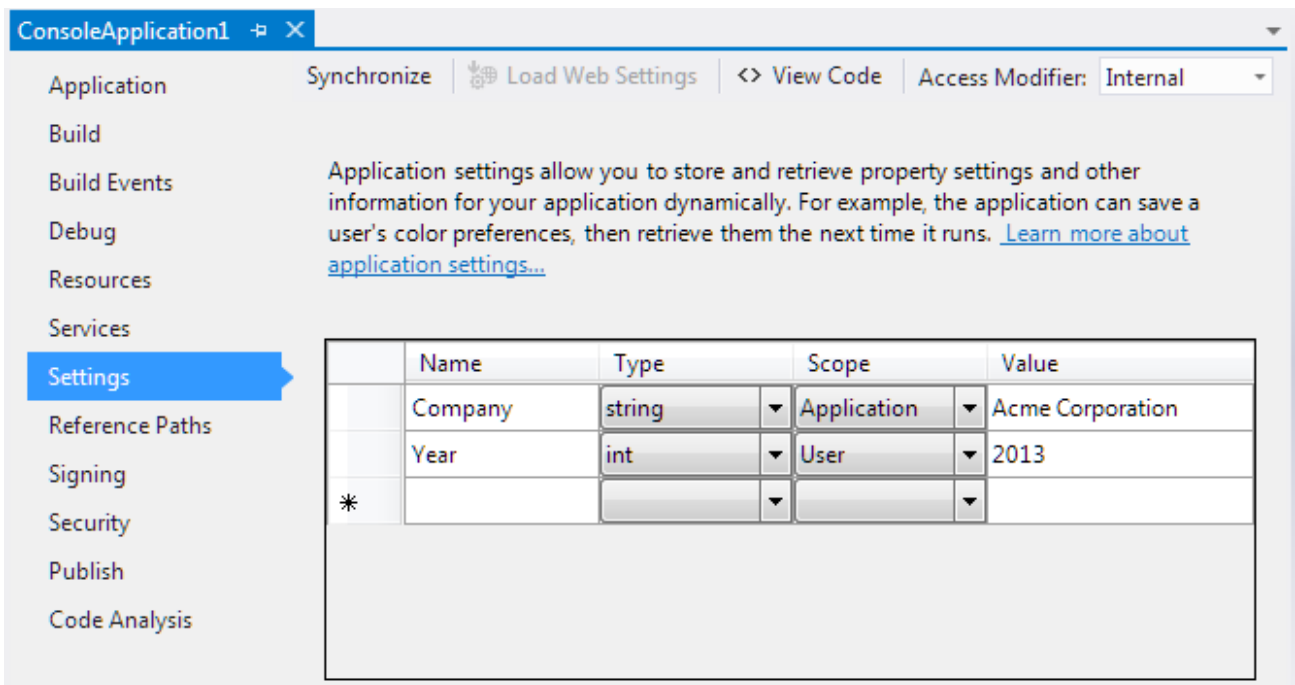 ConsoleApplication1
Synchronize Load Web Settings <> View Code Access Modifier: Internal
Application
Build
Build Events
Debug
Resources
Services
Settings
Reference Paths
Signing
Security
Publish
Code Analysis
Application settings allow you to store and retrieve property settings and other
information for your application dynamically. For example, the application can save a
user's color preferences, then retrieve them the next time it runs. Learn more about
application settings...
Name Type Scope Value
Company string Application Acme Corporation
Year int User 2013
*